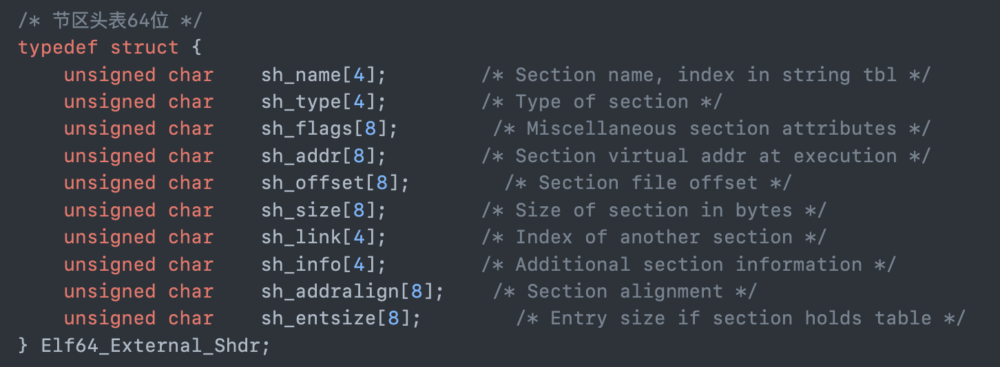 /* 节区头表64位 */
typedef struct {
    unsigned char    sh_name[4];        /* Section name, index in string tbl */
    unsigned char    sh_type[4];        /* Type of section */
    unsigned char    sh_flags[8];        /* Miscellaneous section attributes */
    unsigned char    sh_addr[8];        /* Section virtual addr at execution */
    unsigned char    sh_offset[8];        /* Section file offset */
    unsigned char    sh_size[8];        /* Size of section in bytes */
    unsigned char    sh_link[4];        /* Index of another section */
    unsigned char    sh_info[4];        /* Additional section information */
    unsigned char    sh_addralign[8];    /* Section alignment */
    unsigned char    sh_entsize[8];        /* Entry size if section holds table */
} Elf64_External_Shdr;